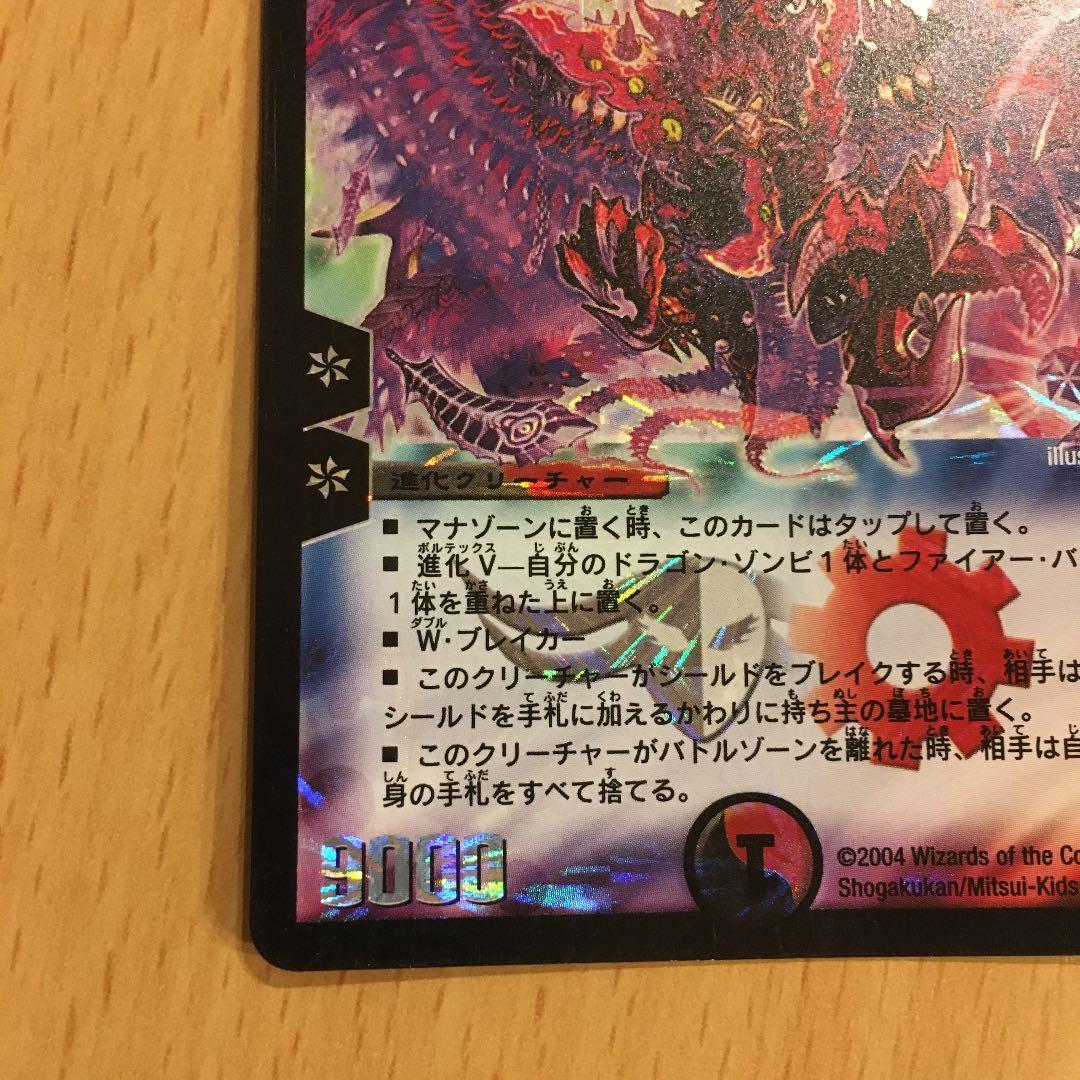 illus
進化クリーチャー
■ マナゾーンに置く時、このカードはタップして置く。
■ 進化V—自分のドラゴン・ゾンビ1体とファイアー・バ
1体を重ねた上に置く。
■ W・ブレイカー
■ このクリーチャーがシールドをブレイクする時、相手は
シールドを手札に加えるかわりに持ち主の墓地に置く。
■ このクリーチャーがバトルゾーンを離れた時、相手は自
身の手札をすべて捨てる。
9000
1
©2004 Wizards of the Co
Shogakukan/Mitsui-Kids